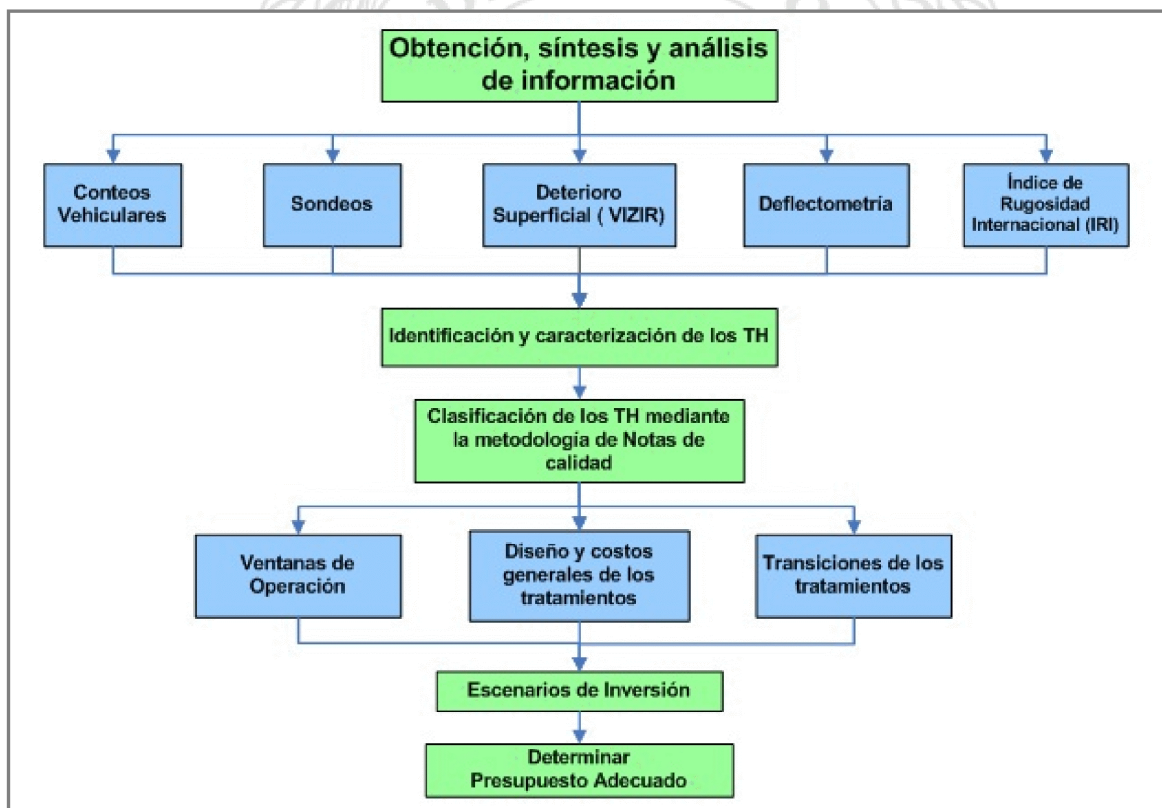 Obtención, síntesis y análisis
de información
Conteos
Vehiculares
Sondeos
Deterioro
Superficial ( VIZIR)
Deflectometría
Índice de
Rugosidad
Internacional (IRI)
Identificación y caracterización de los TH
Clasificación de los TH mediante
la metodología de Notas de
calidad
Ventanas de
Operación
Diseño y costos
generales de los
tratamientos
Transiciones de los
tratamientos
Escenarios de Inversión
Determinar
Presupuesto Adecuado